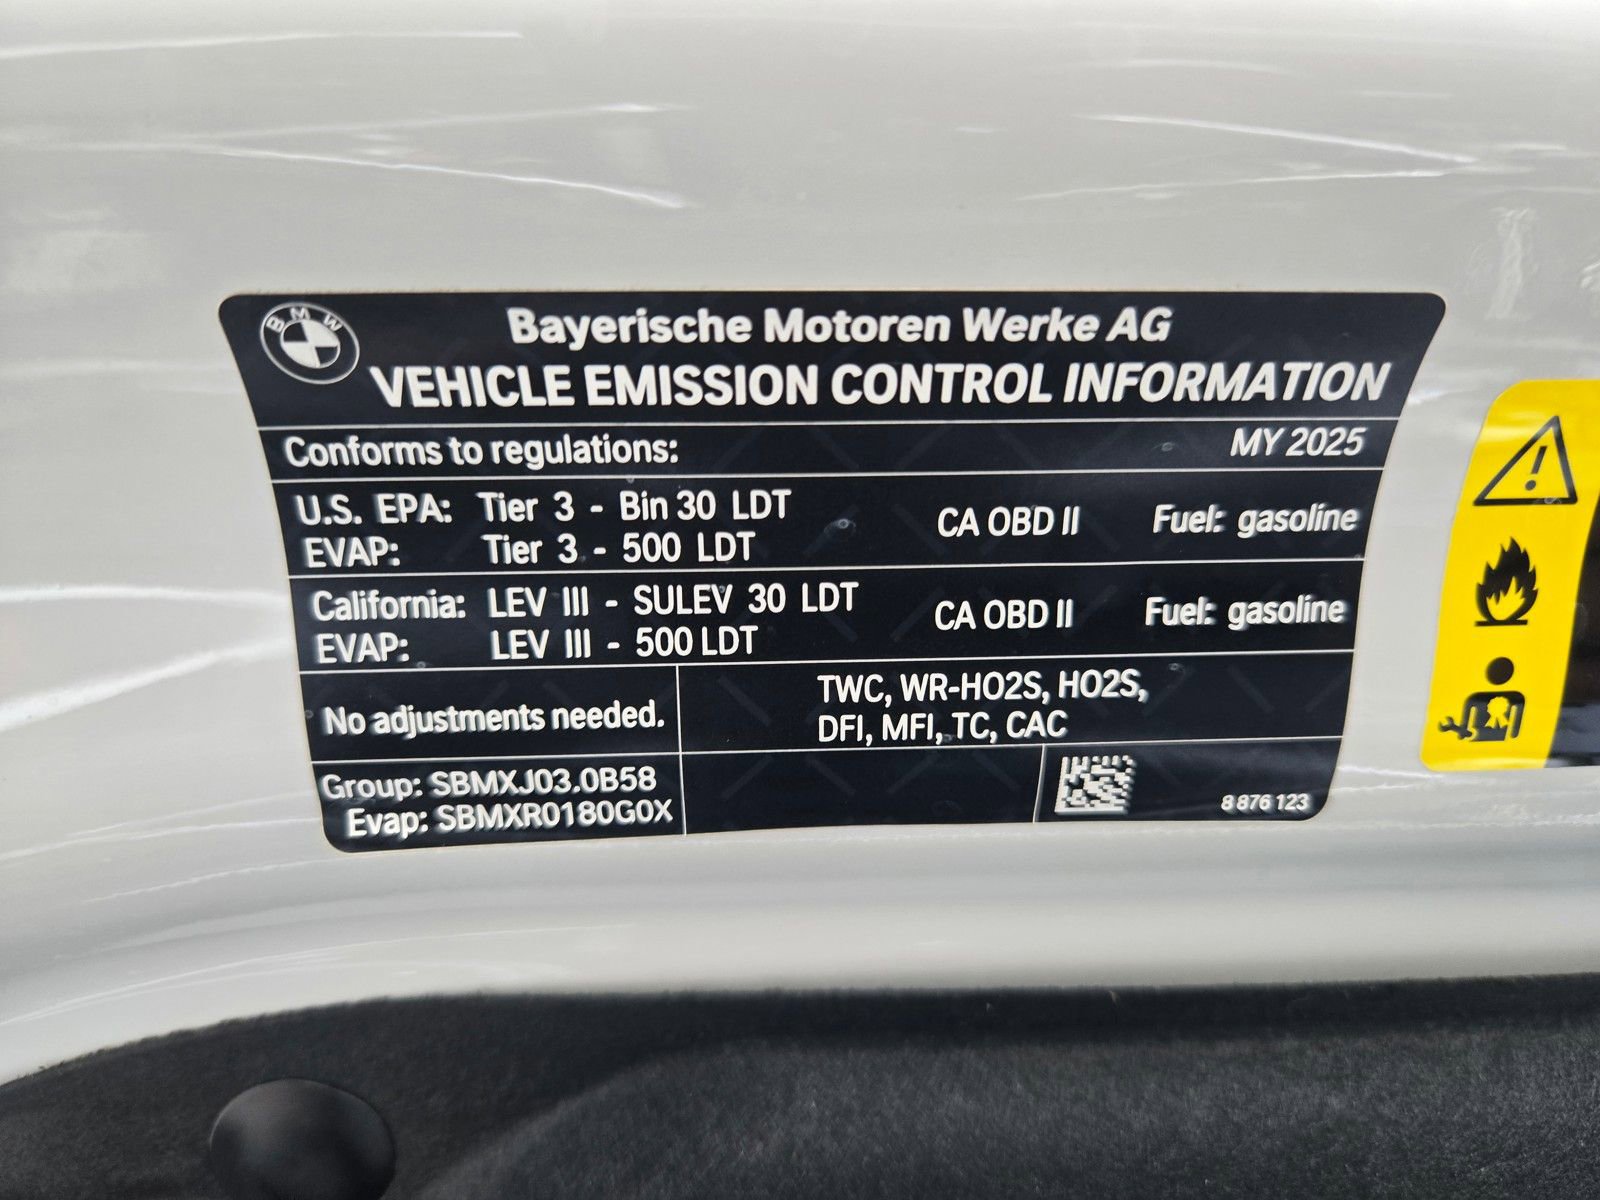 BMW
Bayerische Motoren Werke AG
VEHICLE EMISSION CONTROL INFORMATION
Conforms to regulations: MY 2025
U.S. EPA: Tier 3 - Bin 30 LDT CA OBD II Fuel: gasoline
EVAP: Tier 3 - 500 LDT
California: LEV III - SULEV 30 LDT CA OBD II Fuel: gasoline
EVAP: LEV III - 500 LDT
No adjustments needed.
TWC, WR-HO2S, HO2S,
DFI, MFI, TC, CAC
Group: SBMXJ03.0B58
Evap: SBMXR0180G0X
8 876 123